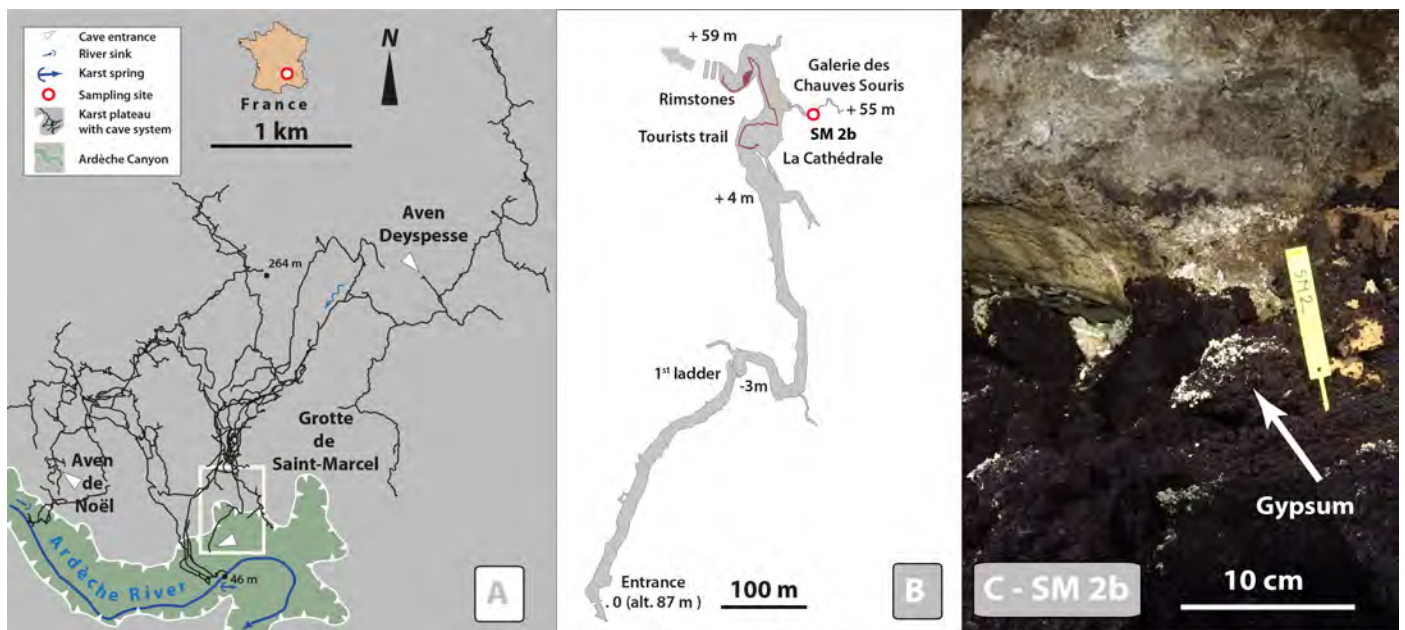 Cave entrance
River sink
Karst spring
Sampling site
Karst plateau
with cave system
Ardèche Canyon
France
1 km
N
Aven
Deyspesse
264 m
Grotte
de
Saint-Marcel
Aven
de
Noël
Ardèche River
46 m
A
+ 59 m
Rimstones
Galerie des
Chauves Souris
+ 55 m
SM 2b
Tourists trail
La Cathédrale
+ 4 m
1st ladder
-3m
Entrance
. 0 (alt. 87 m )
100 m
B
SM2
Gypsum
C - SM 2b
10 cm